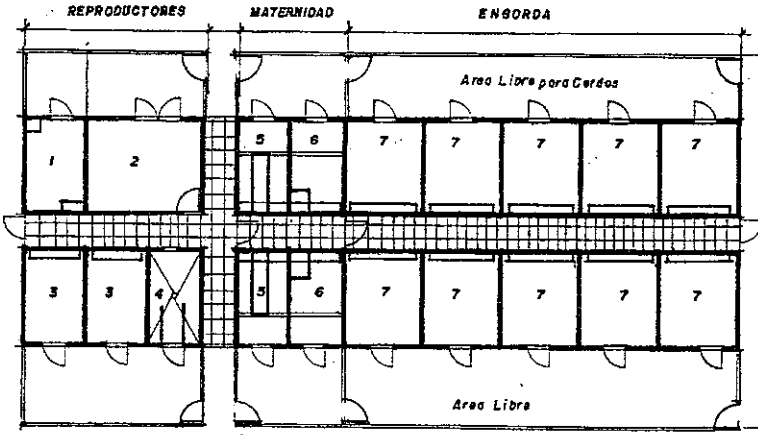 REPRODUCTORES MATERNIDAD ENGORDA
Area Libre para Cerdos
5 6 7 7 7 7 7
1 2
3 3 4 5 6 7 7 7 7 7
Area Libre